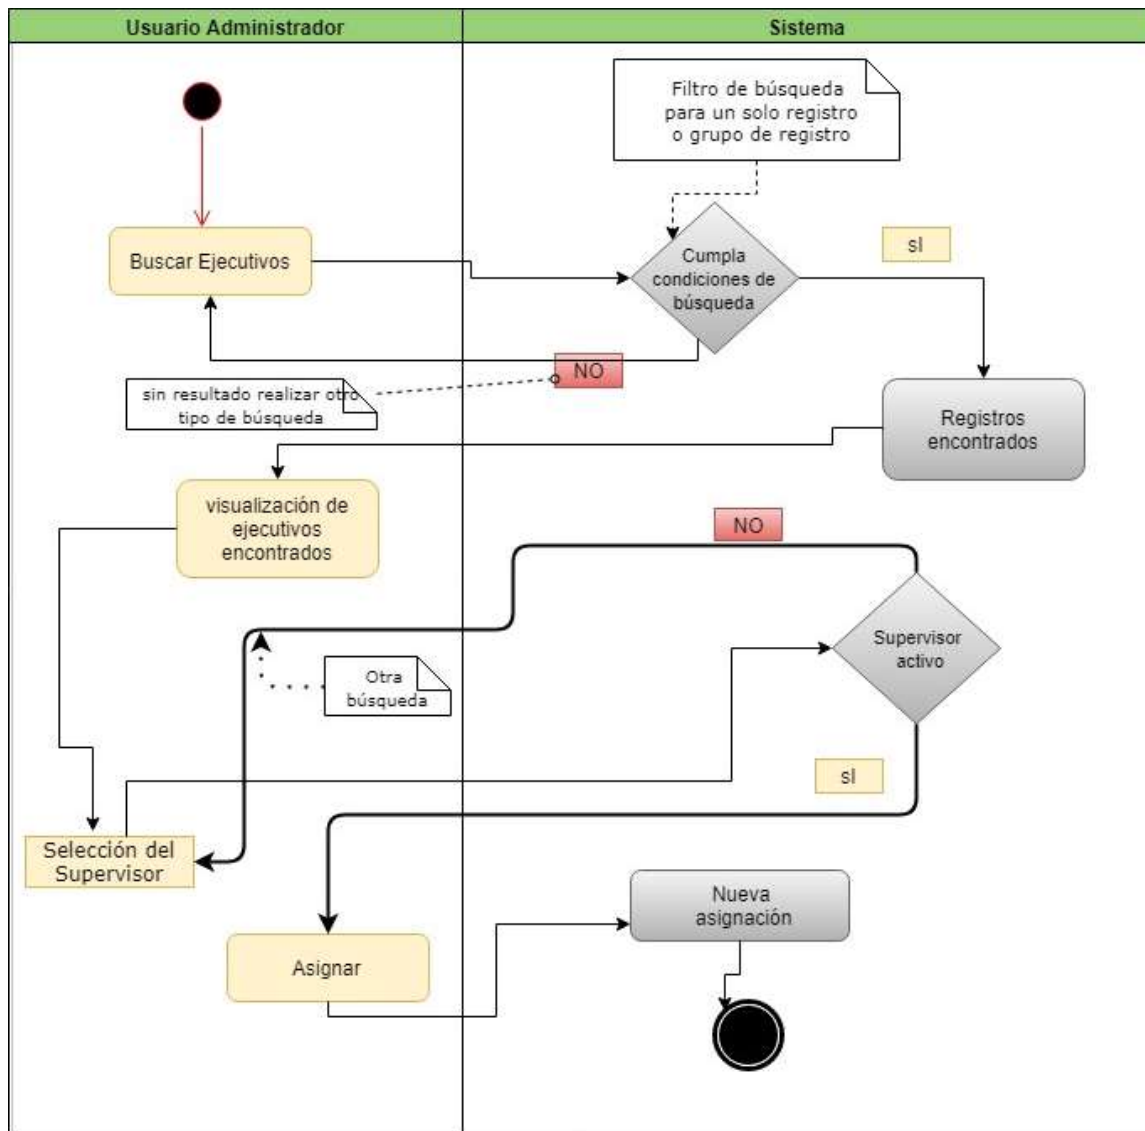 Usuario Administrador
Sistema
Filtro de búsqueda
para un solo registro
o grupo de registro
Buscar Ejecutivos
Cumpla
condiciones de
búsqueda
sI
NO
sin resultado realizar otro
tipo de búsqueda
Registros
encontrados
visualización de
ejecutivos
encontrados
NO
Supervisor
activo
Otra
búsqueda
sI
Selección del
Supervisor
Nueva
asignación
Asignar